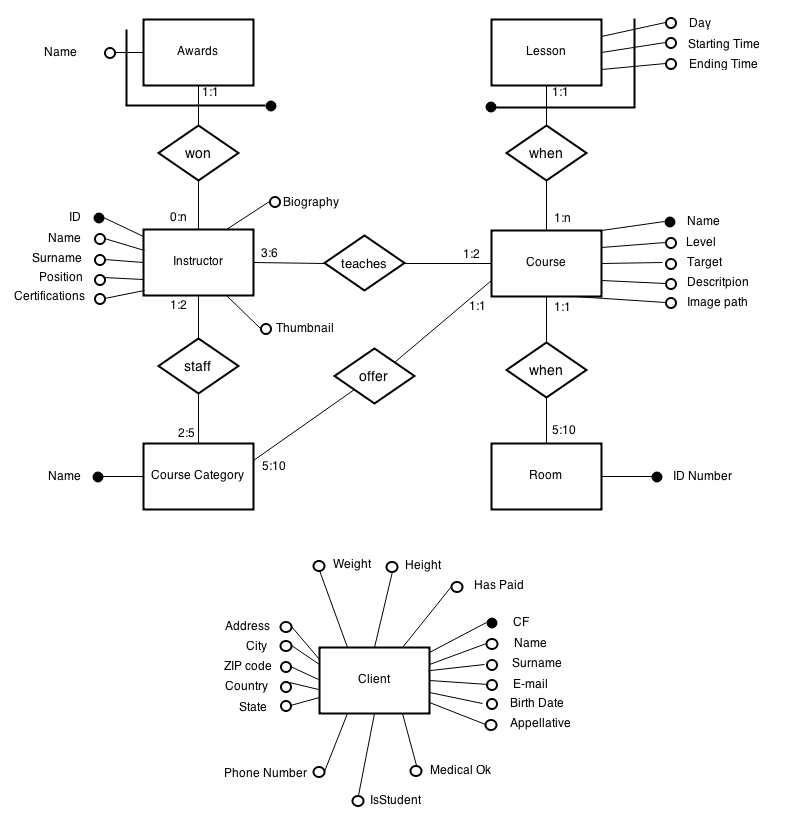 Name
Awards
1:1
won
0:n
Lesson
Day
Starting Time
Ending Time
1:1
when
1:n
ID
Name
Surname
Position
Certifications
Instructor
Biography
Thumbnail
3:6
teaches
1:2
Course
Name
Level
Target
Descritpion
Image path
1:2
staff
2:5
1:1
offer
5:10
1:1
when
5:10
Name
Course Category
Room
ID Number
Weight
Height
Has Paid
Address
City
ZIP code
Country
State
Client
CF
Name
Surname
E-mail
Birth Date
Appellative
Phone Number
IsStudent
Medical Ok